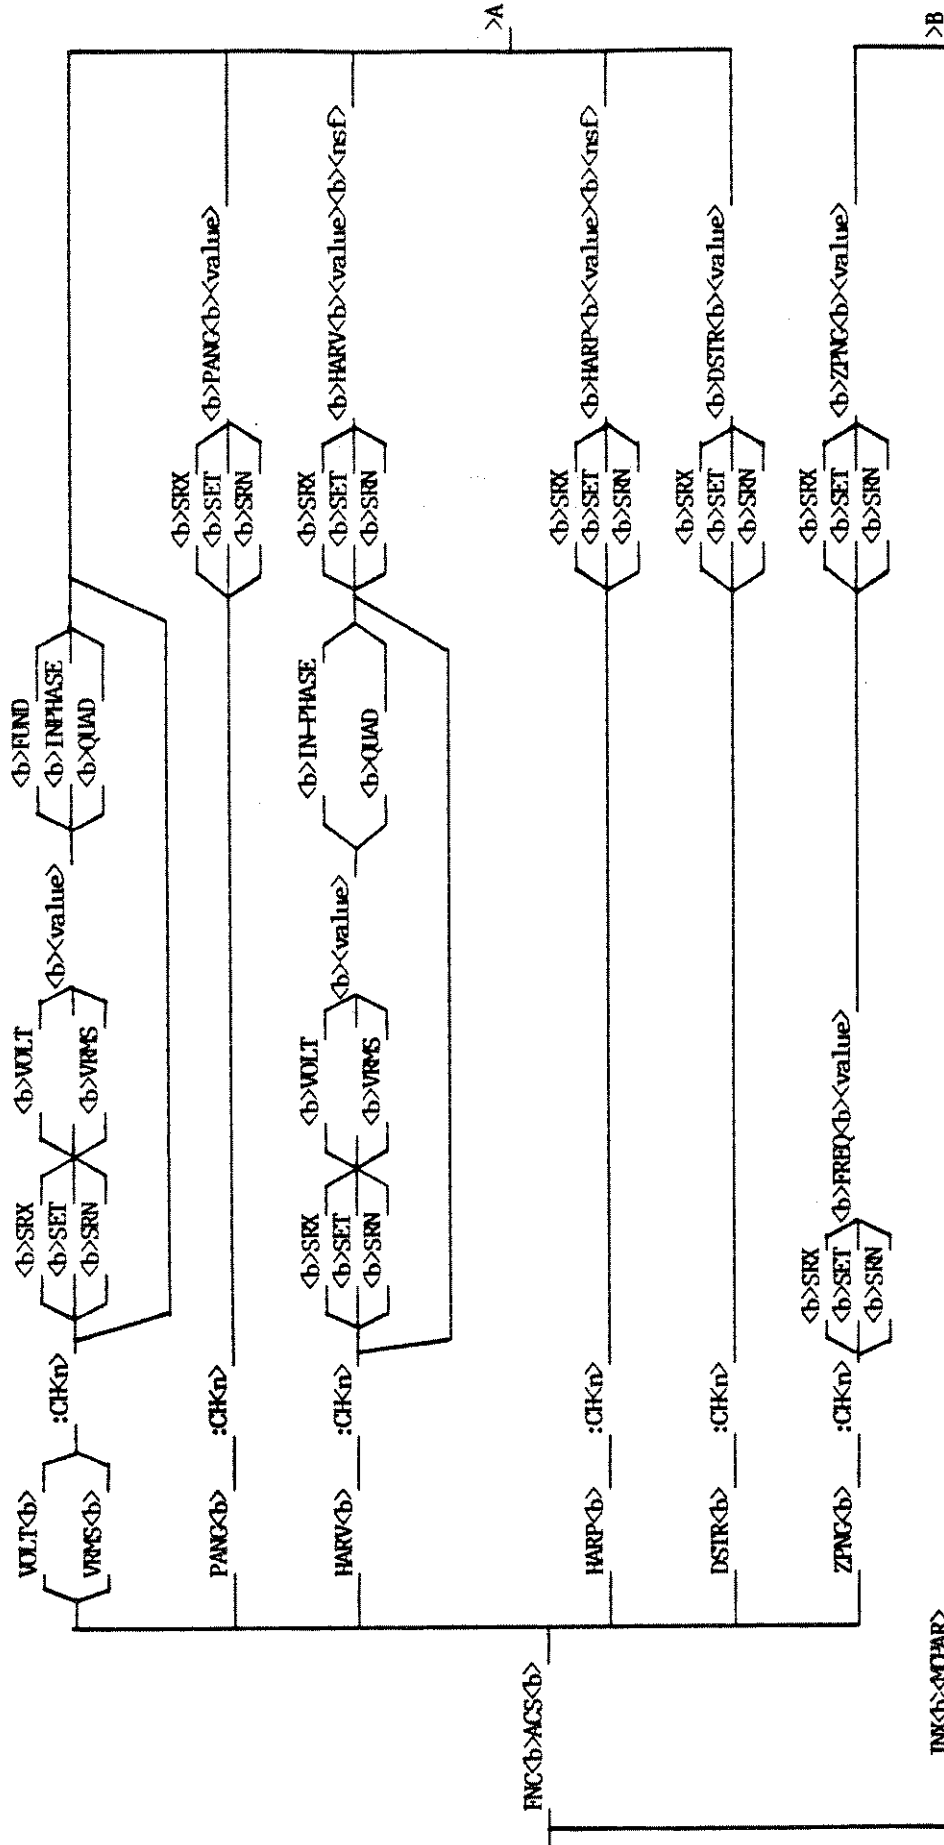 VOLT<b>
VRMS<b>
:CH<n>
<b>SRX
<b>SET
<b>SRN
<b>VOLT
<b>VRMS
<b><value>
<b>FUND
<b>INPHASE
<b>QUAD
PANG<b>
:CH<n>
<b>SRX
<b>SET
<b>SRN
<b>PANG<b><value>
HARV<b>
:CH<n>
<b>SRX
<b>SET
<b>SRN
<b>VOLT
<b>VRMS
<b><value>
<b>IN-PHASE
<b>QUAD
<b>SRX
<b>SET
<b>SRN
<b>HARV<b><value><b><nsf>
>A
FNC<b>ACS<b>
HARP<b>
:CH<n>
<b>SRX
<b>SET
<b>SRN
<b>HARP<b><value><b><nsf>
DSTR<b>
:CH<n>
<b>SRX
<b>SET
<b>SRN
<b>DSTR<b><value>
ZPNG<b>
:CH<n>
<b>SRX
<b>SET
<b>SRN
<b>FREQ<b><value>
<b>SRX
<b>SET
<b>SRN
<b>ZPNG<b><value>
>B
INX<b><MCHAR>